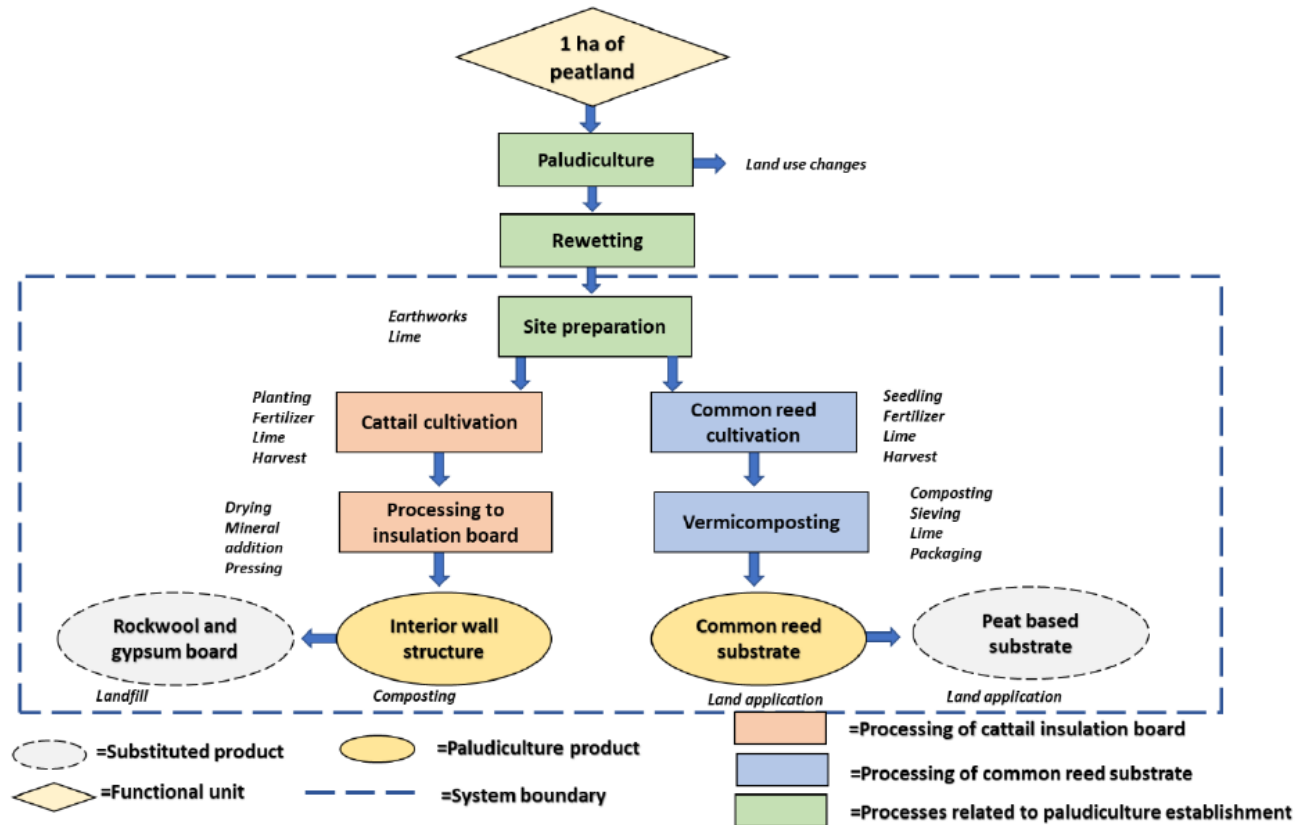 1 ha of
peatland
Paludiculture
Land use changes
Rewetting
Earthworks
Lime
Site preparation
Planting
Fertilizer
Lime
Harvest
Cattail cultivation
Common reed
cultivation
Seedling
Fertilizer
Lime
Harvest
Drying
Mineral
addition
Pressing
Processing to
insulation board
Vermicomposting
Composting
Sieving
Lime
Packaging
Rockwool and
gypsum board
Interior wall
structure
Common reed
substrate
Peat based
substrate
Landfill
Composting
Land application
Land application
=Substituted product
=Paludiculture product
=Processing of cattail insulation board
=Functional unit
=System boundary
=Processing of common reed substrate
=Processes related to paludiculture establishment